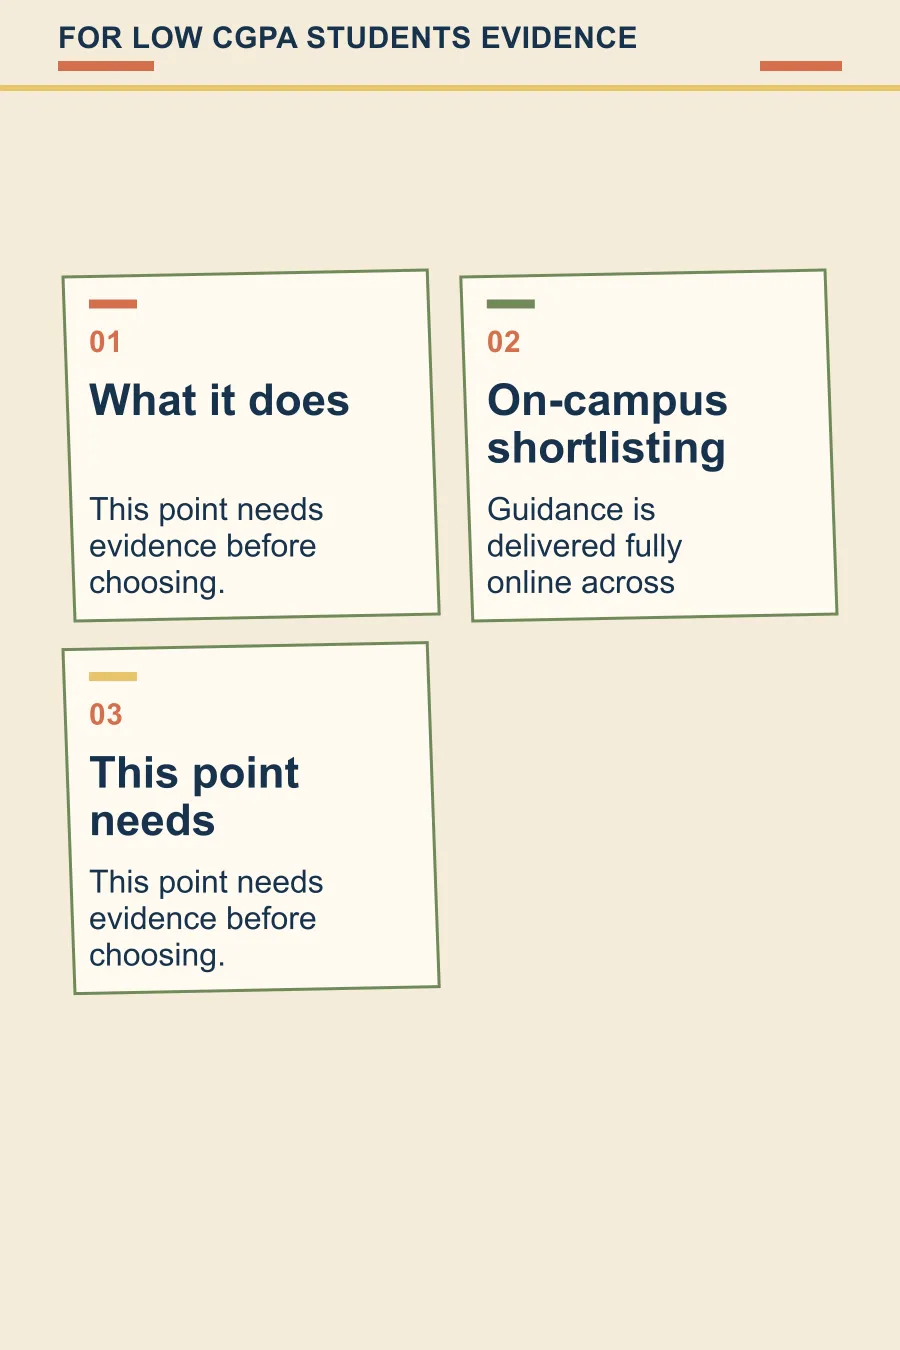 FOR LOW CGPA STUDENTS EVIDENCE
01
What it does
This point needs
evidence before
choosing.
02
On-campus
shortlisting
Guidance is
delivered fully
online across
03
This point
needs
This point needs
evidence before
choosing.